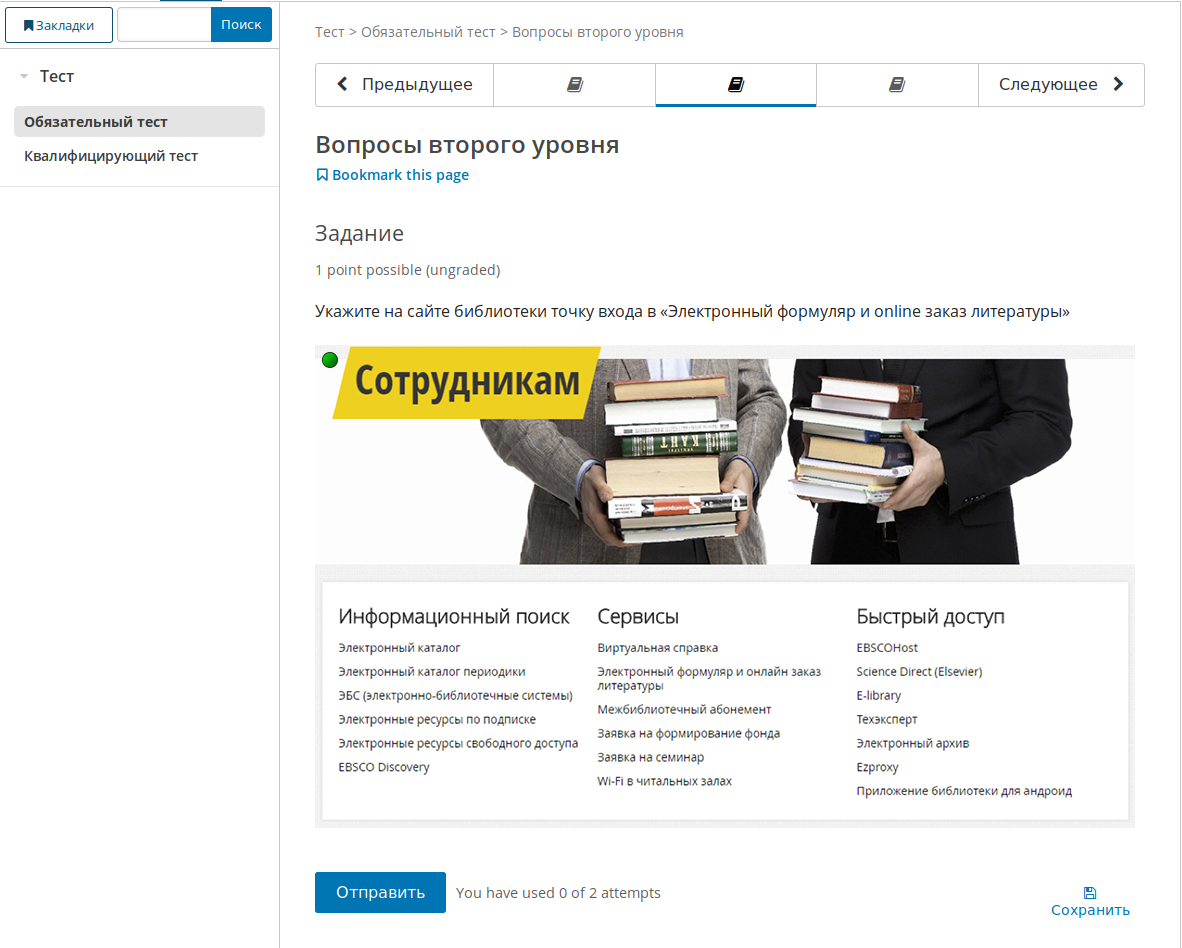 Закладки
Поиск
Тест
Обязательный тест
Квалифицирующий тест
Тест > Обязательный тест > Вопросы второго уровня
Предыдущее
Следующее
Вопросы второго уровня
Bookmark this page
Задание
1 point possible (ungraded)
Укажите на сайте библиотеки точку входа в «Электронный формуляр и online заказ литературы»
Сотрудникам
КАНТ
Информационный поиск
Электронный каталог
Электронный каталог периодики
ЭБС (электронно-библиотечные системы)
Электронные ресурсы по подписке
Электронные ресурсы свободного доступа
EBSCO Discovery
Сервисы
Виртуальная справка
Электронный формуляр и онлайн заказ
литературы
Межбиблиотечный абонемент
Заявка на формирование фонда
Заявка на семинар
Wi-Fi в читальных залах
Быстрый доступ
EBSCOHost
Science Direct (Elsevier)
E-library
Техэксперт
Электронный архив
Ezproxy
Приложение библиотеки для андроид
Отправить
You have used 0 of 2 attempts
Сохранить